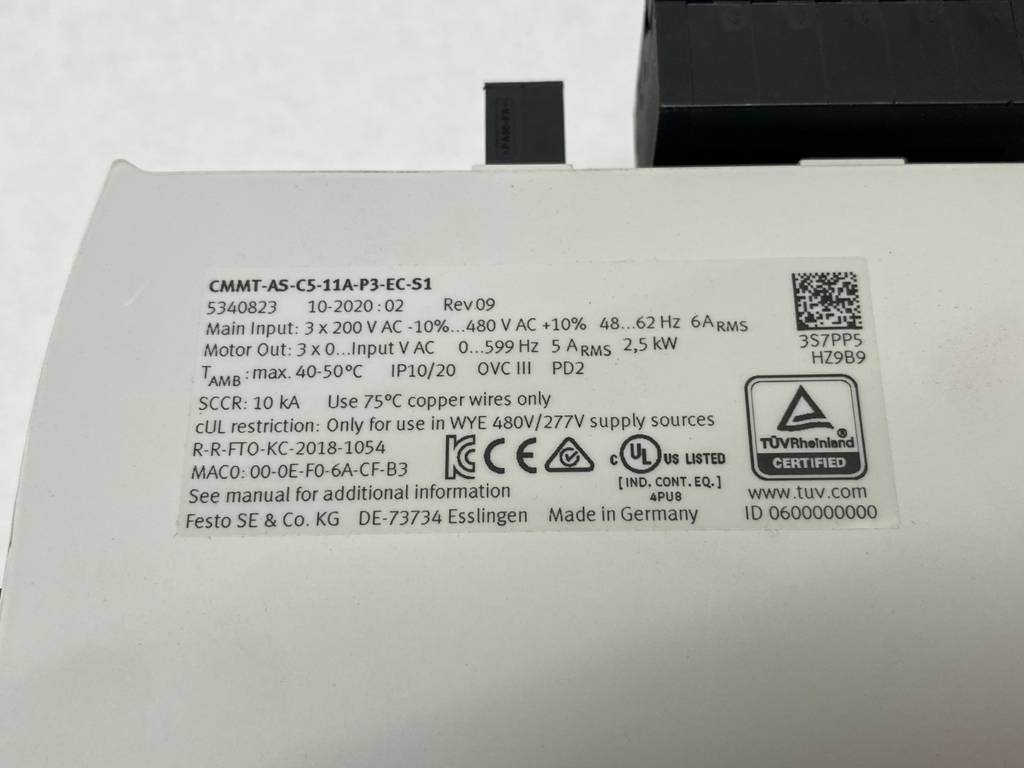 >PA66-FR<
CMMT-AS-C5-11A-P3-EC-S1
5340823 10-2020 : 02 Rev 09
Main Input: 3 x 200 V AC -10%...480 V AC +10% 48...62 Hz 6ARMS
Motor Out: 3 x 0...Input V AC 0...599 Hz 5 ARMS 2,5 kW
TAMB : max. 40-50°C IP10/20 OVC III PD2
SCCR: 10 kA Use 75°C copper wires only
cUL restriction: Only for use in WYE 480V/277V supply sources
R-R-FTO-KC-2018-1054
MAC0: 00-0E-F0-6A-CF-B3
See manual for additional information
Festo SE & Co. KG DE-73734 Esslingen Made in Germany
KC CE
c UL US LISTED
[IND. CONT. EQ.]
4PU8
3S7PP5
HZ9B9
TÜVRheinland®
CERTIFIED
www.tuv.com
ID 0600000000